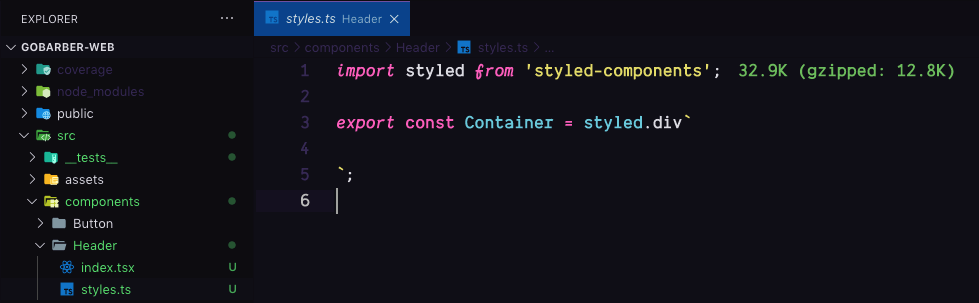 EXPLORER
GOBARBER-WEB
coverage
node_modules
public
src
__tests__
assets
components
Button
Header
index.tsx U
styles.ts U
styles.ts Header
src > components > Header > TS styles.ts > ...
1 import styled from 'styled-components'; 32.9K (gzipped: 12.8K)
2
3 export const Container = styled.div`
4
5 `;
6